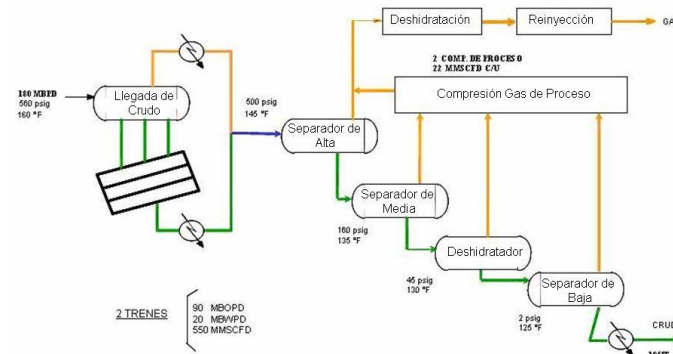 Deshidratación
Reinyección
GA
2 COMP. DE PROCESO
22 MMSCFD C/U
Compresión Gas de Proceso
180 MBPD
560 psig
160 °F
Llegada de
Crudo
500 psig
145 °F
Separador de
Alta
Separador de
Media
160 psig
135 °F
Deshidratador
45 psig
130 °F
Separador de
Baja
2 psig
125 °F
CRUD
2 TRENES
90 MBOPD
20 MBWPD
550 MMSCFD